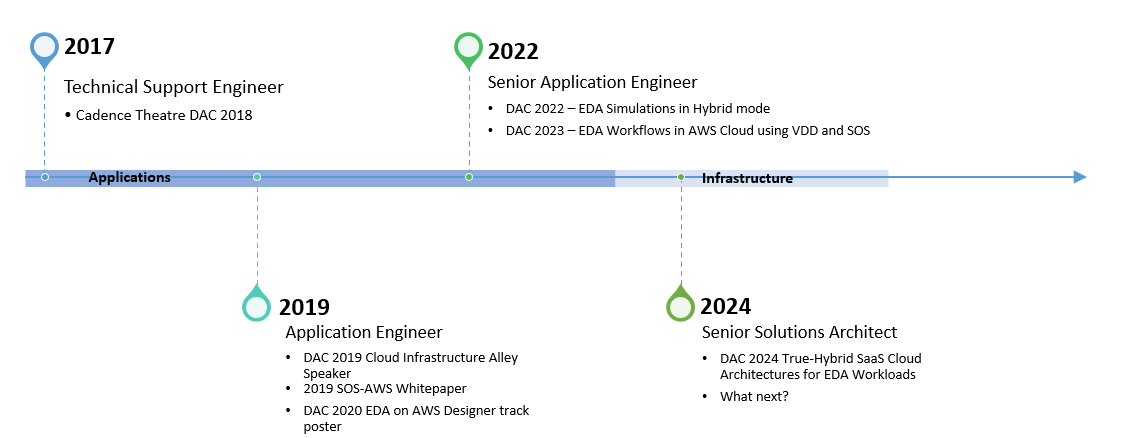 2017
Technical Support Engineer
• Cadence Theatre DAC 2018
2022
Senior Application Engineer
• DAC 2022 – EDA Simulations in Hybrid mode
• DAC 2023 – EDA Workflows in AWS Cloud using VDD and SOS
Applications
Infrastructure
2019
Application Engineer
• DAC 2019 Cloud Infrastructure Alley
Speaker
• 2019 SOS-AWS Whitepaper
• DAC 2020 EDA on AWS Designer track
poster
2024
Senior Solutions Architect
• DAC 2024 True-Hybrid SaaS Cloud
Architectures for EDA Workloads
• What next?